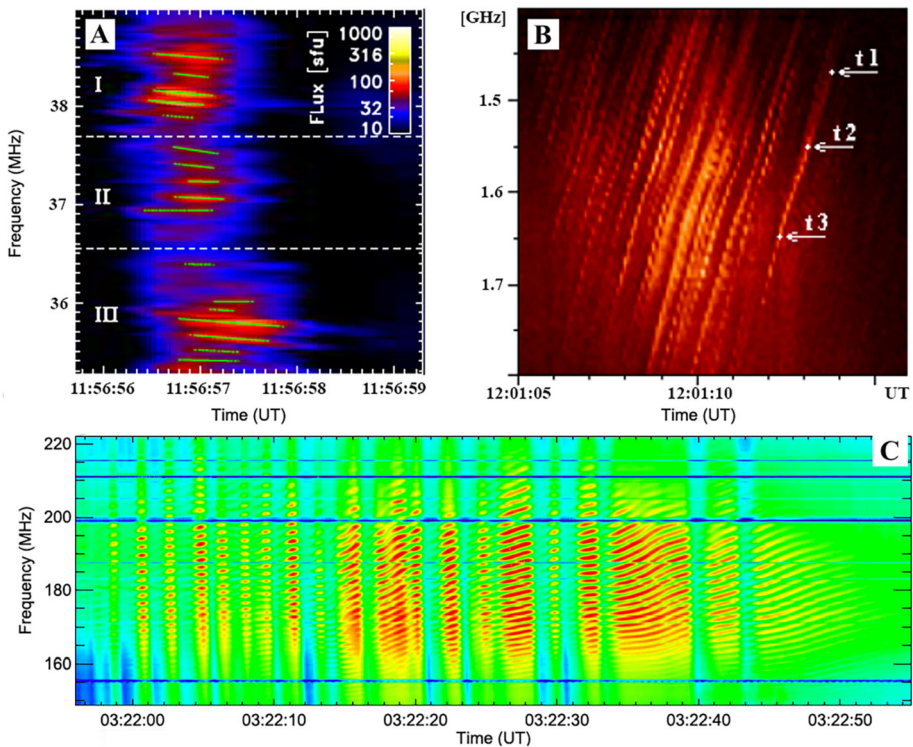 A
FLux [sfu]
1000
316
100
32
10
I
II
III
38
37
36
Frequency (MHz)
11:56:56
11:56:57
11:56:58
11:56:59
Time (UT)
[GHz]
B
t1
t2
t3
1.5
1.6
1.7
12:01:05
12:01:10
UT
Time (UT)
C
220
200
180
160
Frequency (MHz)
03:22:00
03:22:10
03:22:20
03:22:30
03:22:40
03:22:50
Time (UT)